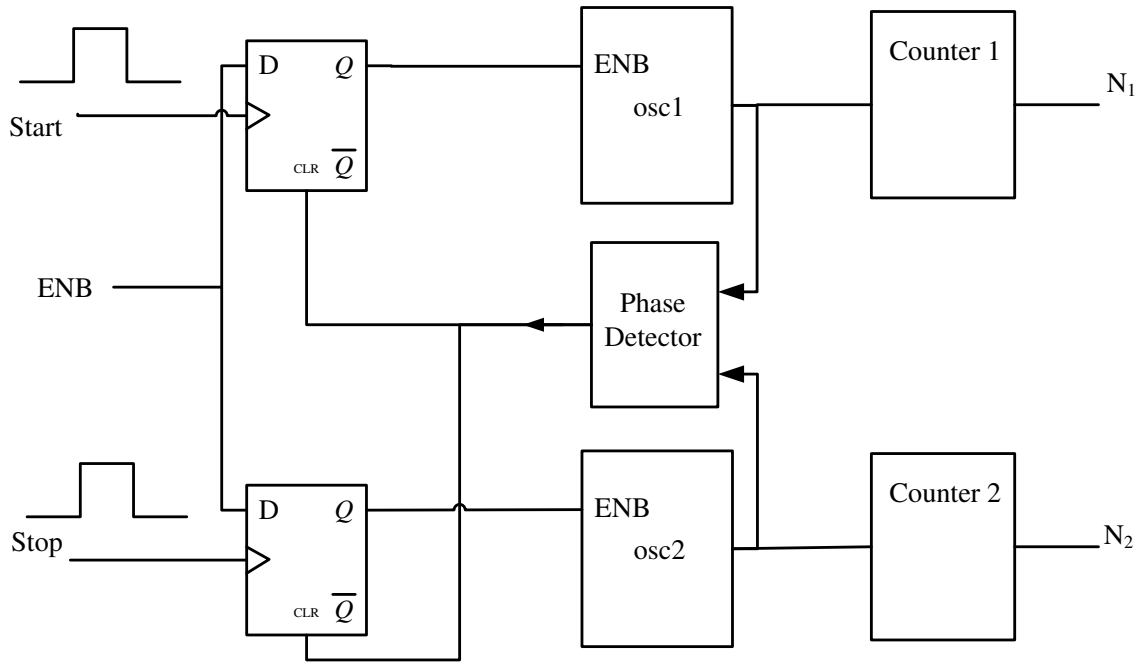 D Q
CLR Q
Start
ENB
osc1
Counter 1
N1
ENB
Phase
Detector
D Q
CLR Q
Stop
ENB
osc2
Counter 2
N2